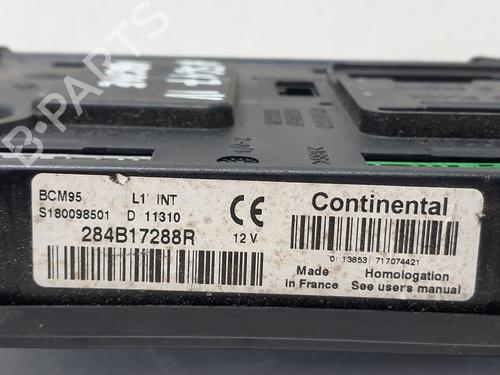 B-PARTS
BCM95 L1' INT
S180098501 D 11310
284B17288R
12 V
CE
Continental
0 13853 717074421
Made in France
Homologation
See user's manual